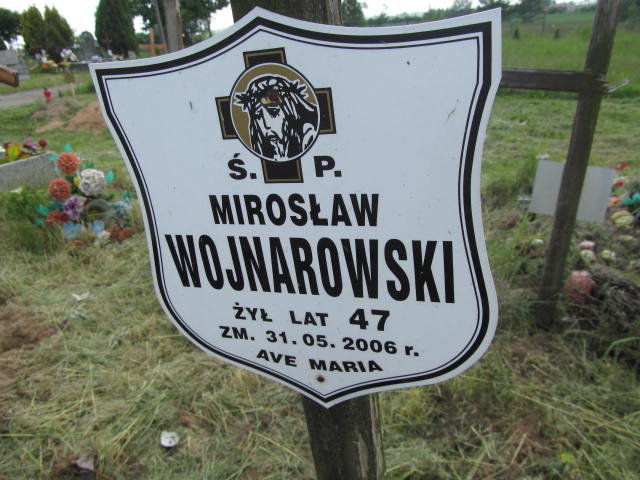 Ś. P.
MIROSŁAW
WOJNAROWSKI
ŻYŁ LAT 47
ZM. 31.05.2006 r.
AVE MARIA